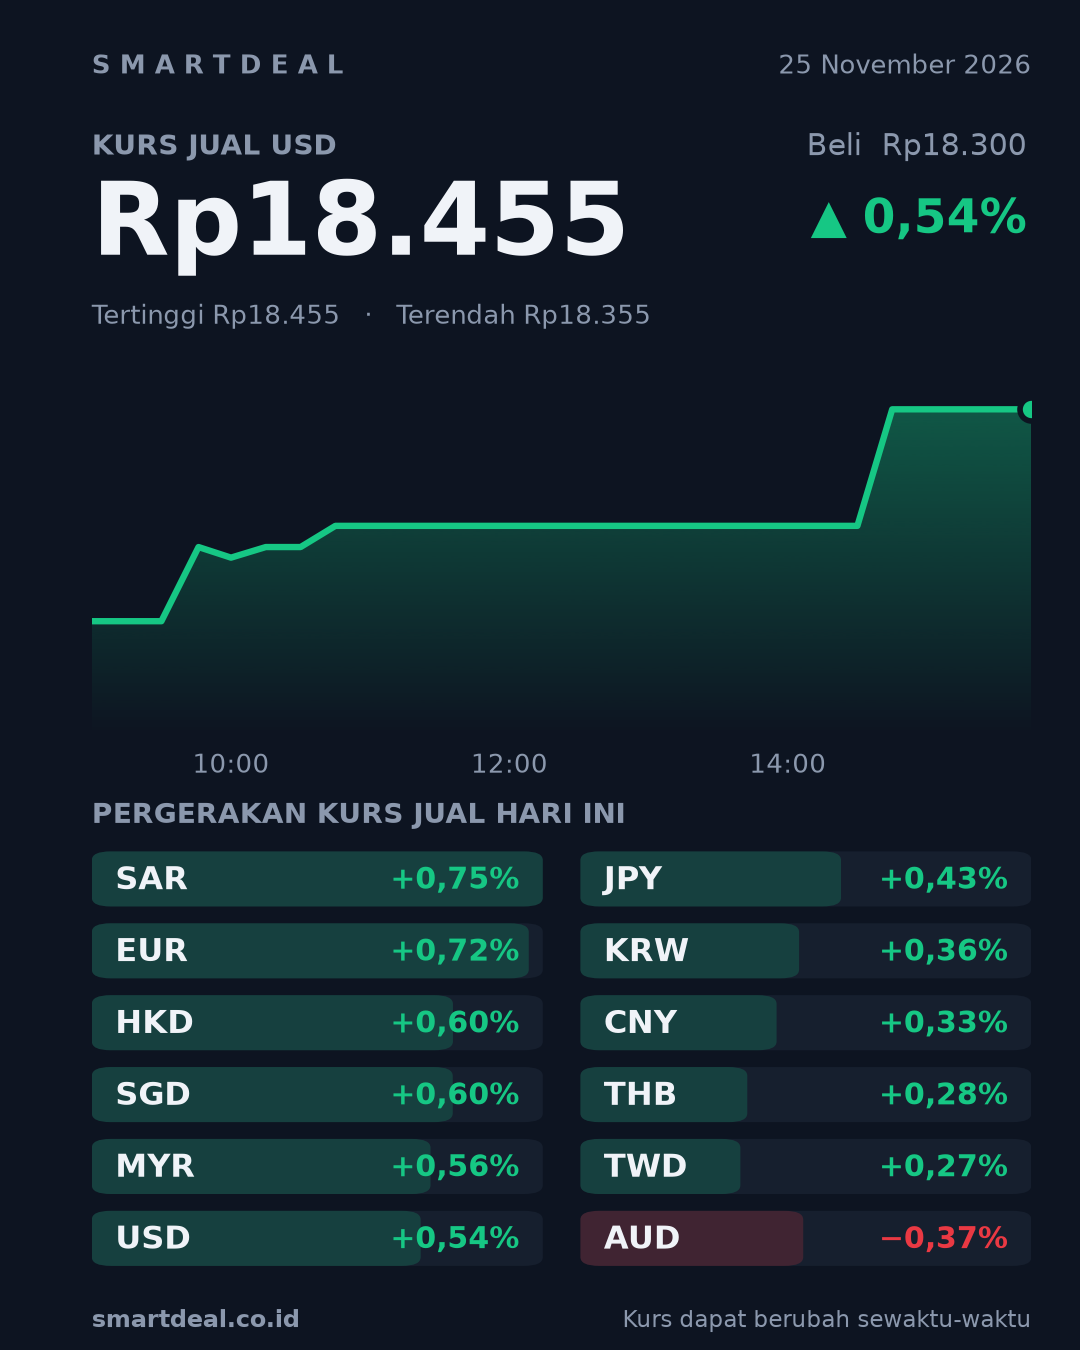 SMARTDEAL
25 November 2026
KURS JUAL USD
Beli Rp18.300
Rp18.455
▲ 0,54%
Tertinggi Rp18.455 · Terendah Rp18.355
10:00 12:00 14:00
PERGERAKAN KURS JUAL HARI INI
SAR +0,75%
JPY +0,43%
EUR +0,72%
KRW +0,36%
HKD +0,60%
CNY +0,33%
SGD +0,60%
THB +0,28%
MYR +0,56%
TWD +0,27%
USD +0,54%
AUD −0,37%
smartdeal.co.id
Kurs dapat berubah sewaktu-waktu